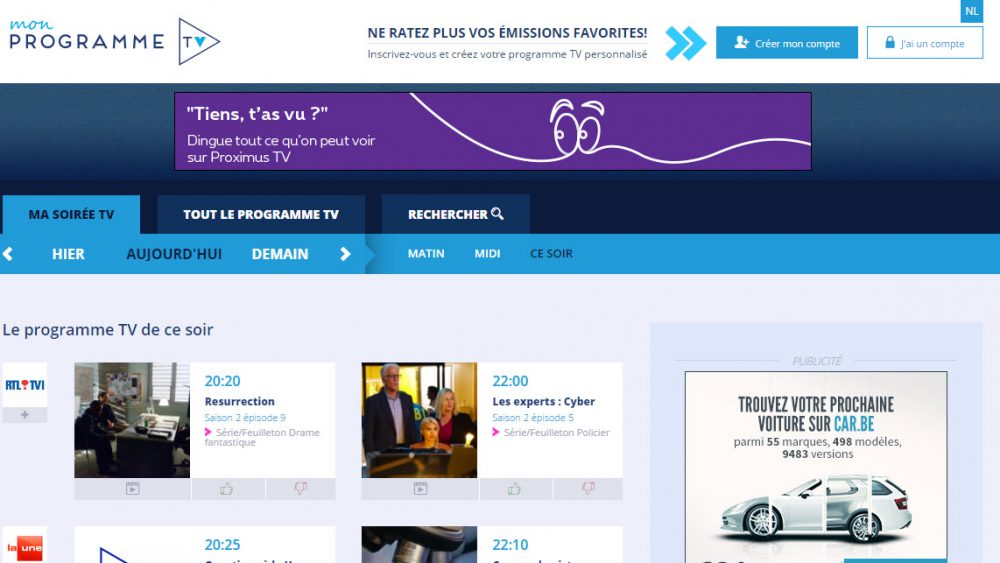 NL
mon
PROGRAMME TV
NE RATEZ PLUS VOS ÉMISSIONS FAVORITES!
Inscrivez-vous et créez votre programme TV personnalisé
Créer mon compte
J'ai un compte
"Tiens, t'as vu ?"
Dingue tout ce qu'on peut voir
sur Proximus TV
MA SOIRÉE TV
TOUT LE PROGRAMME TV
RECHERCHER
HIER
AUJOURD'HUI
DEMAIN
MATIN
MIDI
CE SOIR
Le programme TV de ce soir
RTL TVI
+
20:20
Resurrection
Saison 2 épisode 9
Série/Feuilleton Drame
fantastique
22:00
Les experts : Cyber
Saison 2 épisode 5
Série/Feuilleton Policier
PUBLICITÉ
TROUVEZ VOTRE PROCHAINE
VOITURE SUR CAR.BE
parmi 55 marques, 498 modèles,
9483 versions
la une
20:25
22:10